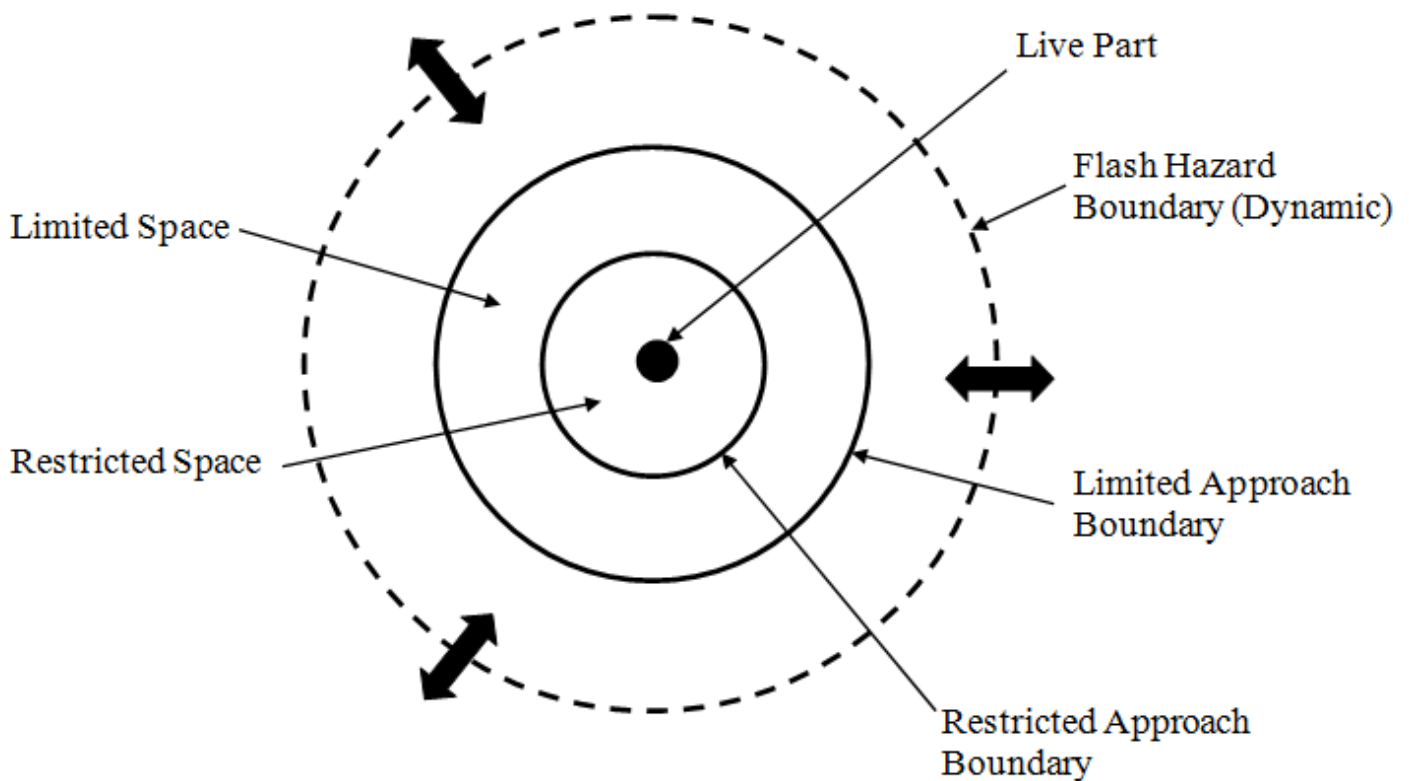 Live Part
Flash Hazard
Boundary (Dynamic)
Limited Space
Restricted Space
Limited Approach
Boundary
Restricted Approach
Boundary